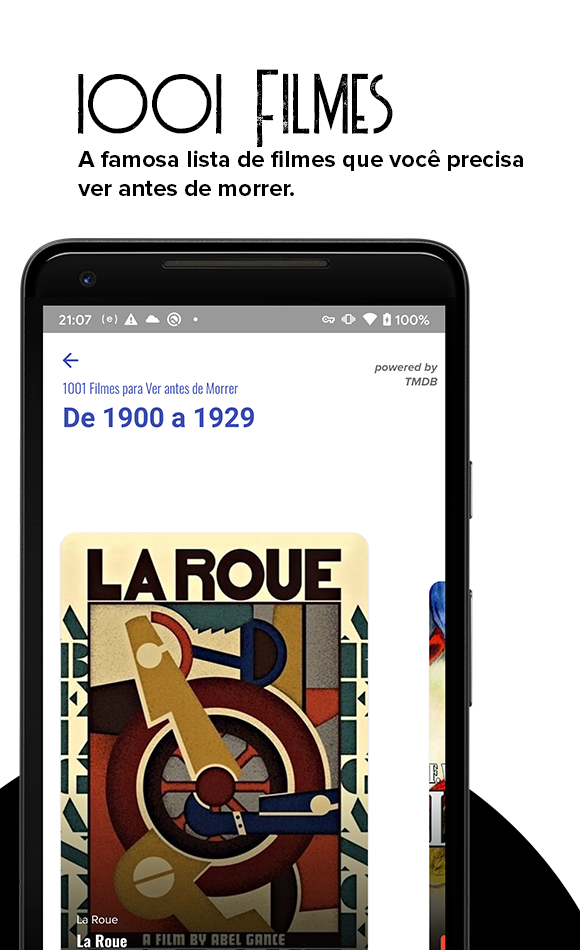 1001 FILMES
A famosa lista de filmes que você precisa
ver antes de morrer.
21:07 (e)
100%
powered by
TMDB
1001 Filmes para Ver antes de Morrer
De 1900 a 1929
LA ROUE
La Roue
La Roue
A FILM BY ABEL GANCE